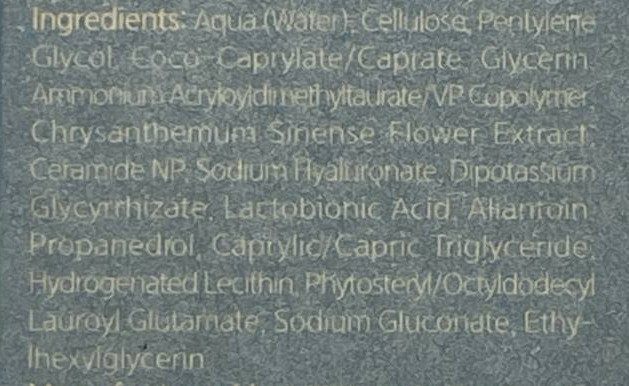 Ingredients: Aqua (Water), Cellulose, Pentylene
Glycol, Coco-Caprylate/Caprate, Glycerin,
Ammonium Acryloyldimethyltaurate/VP Copolymer,
Chrysanthemum Sinense Flower Extract,
Ceramide NP, Sodium Hyaluronate, Dipotassium
Glycyrrhizate, Lactobionic Acid, Allantoin,
Propanediol, Caprylic/Capric Triglyceride,
Hydrogenated Lecithin, Phytosteryl/Octyldodecyl
Lauroyl Glutamate, Sodium Gluconate, Ethy-
lhexylglycerin